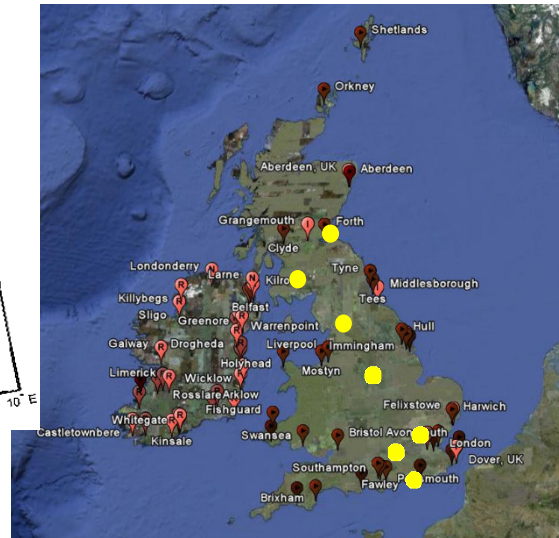 Shetlands
Orkney
Aberdeen, UK
Aberdeen
Grangemouth
Forth
Clyde
Londonderry
Larne
Kilro
Tyne
Middlesborough
Tees
Killybegs
Belfast
Sligo
Greenore
Warrenpoint
Hull
Galway
Drogheda
Liverpool
Immingham
Holyhead
Mostyn
Limerick
Wicklow
Rosslare
Arklow
Felixstowe
Harwich
Whitegate
Fishguard
Castletownbere
Kinsale
Swansea
Bristol Avonmouth
London
Dover, UK
Southampton
Fawley
Brixham
10° E